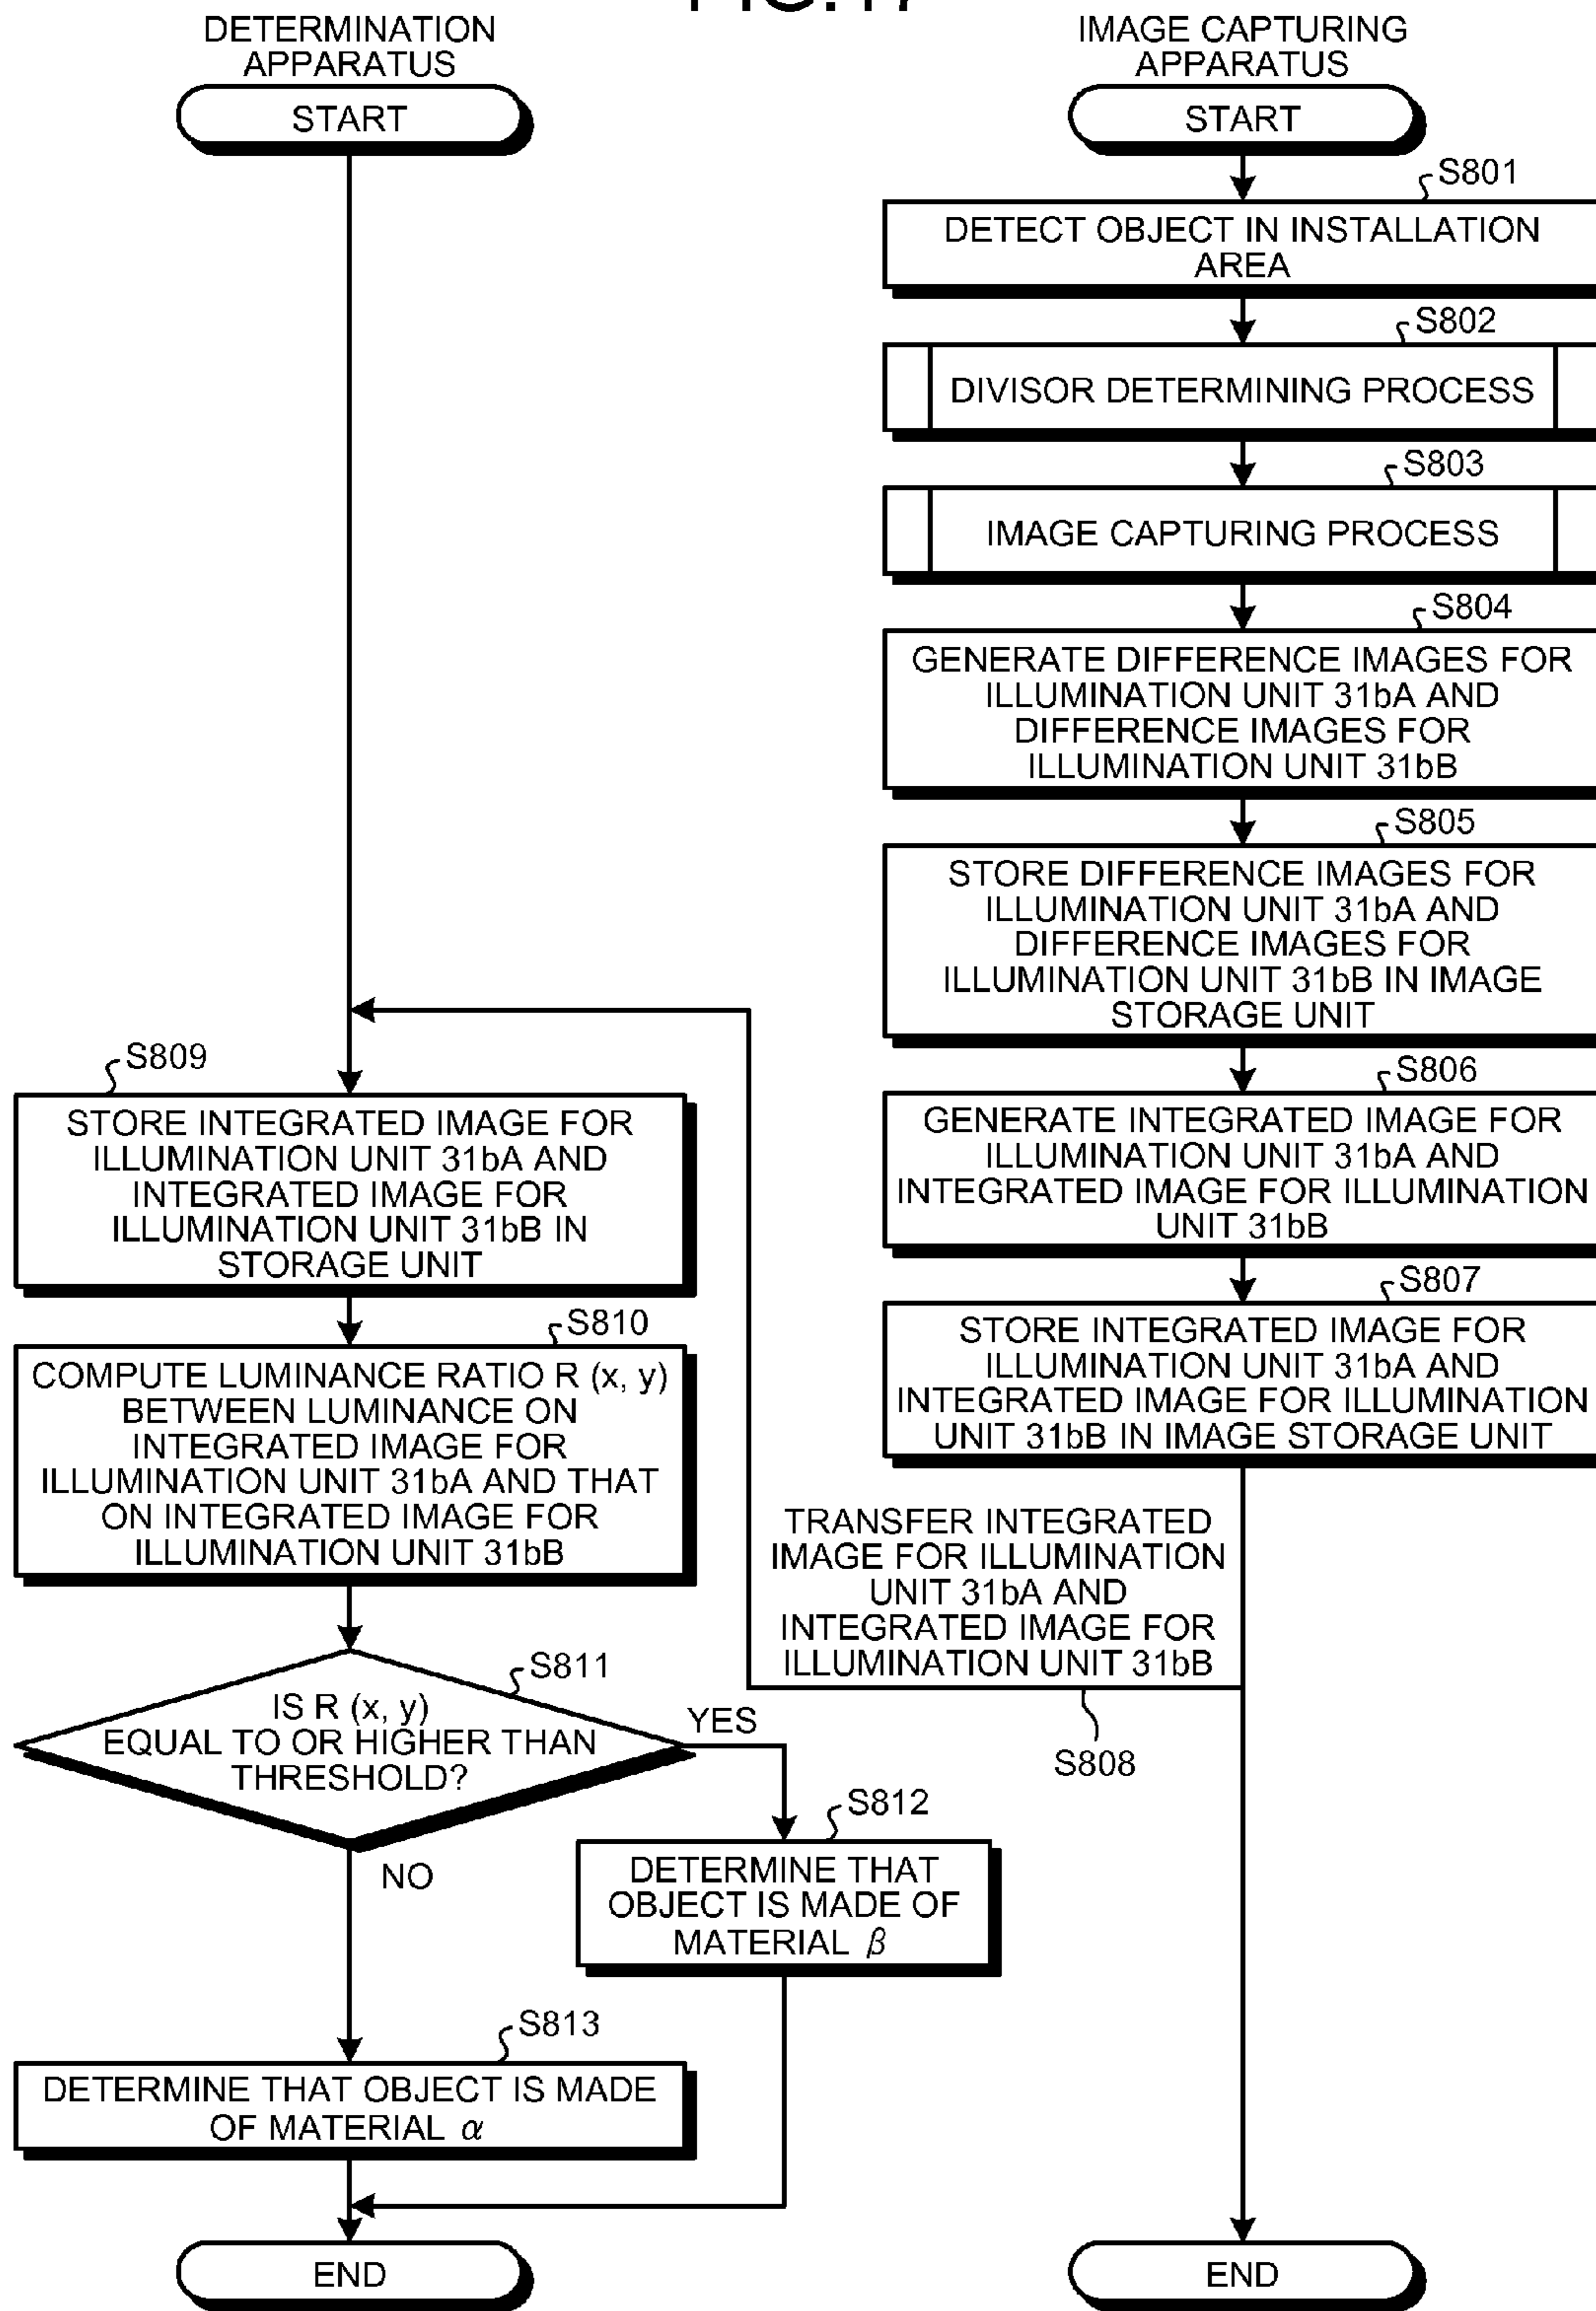 FIG.17
DETERMINATION
APPARATUS
START
IMAGE CAPTURING
APPARATUS
START
S801
DETECT OBJECT IN INSTALLATION
AREA
S802
DIVISOR DETERMINING PROCESS
S803
IMAGE CAPTURING PROCESS
S804
GENERATE DIFFERENCE IMAGES FOR
ILLUMINATION UNIT 31bA AND
DIFFERENCE IMAGES FOR
ILLUMINATION UNIT 31bB
S805
STORE DIFFERENCE IMAGES FOR
ILLUMINATION UNIT 31bA AND
DIFFERENCE IMAGES FOR
ILLUMINATION UNIT 31bB IN IMAGE
STORAGE UNIT
S806
GENERATE INTEGRATED IMAGE FOR
ILLUMINATION UNIT 31bA AND
INTEGRATED IMAGE FOR ILLUMINATION
UNIT 31bB
S807
STORE INTEGRATED IMAGE FOR
ILLUMINATION UNIT 31bA AND
INTEGRATED IMAGE FOR ILLUMINATION
UNIT 31bB IN IMAGE STORAGE UNIT
TRANSFER INTEGRATED
IMAGE FOR ILLUMINATION
UNIT 31bA AND
INTEGRATED IMAGE FOR
ILLUMINATION UNIT 31bB
S808
S809
STORE INTEGRATED IMAGE FOR
ILLUMINATION UNIT 31bA AND
INTEGRATED IMAGE FOR
ILLUMINATION UNIT 31bB IN
STORAGE UNIT
S810
COMPUTE LUMINANCE RATIO R (x, y)
BETWEEN LUMINANCE ON
INTEGRATED IMAGE FOR
ILLUMINATION UNIT 31bA AND THAT
ON INTEGRATED IMAGE FOR
ILLUMINATION UNIT 31bB
S811
IS R (x, y)
EQUAL TO OR HIGHER THAN
THRESHOLD?
YES
NO
S812
DETERMINE THAT
OBJECT IS MADE OF
MATERIAL β
S813
DETERMINE THAT OBJECT IS MADE
OF MATERIAL α
END
END